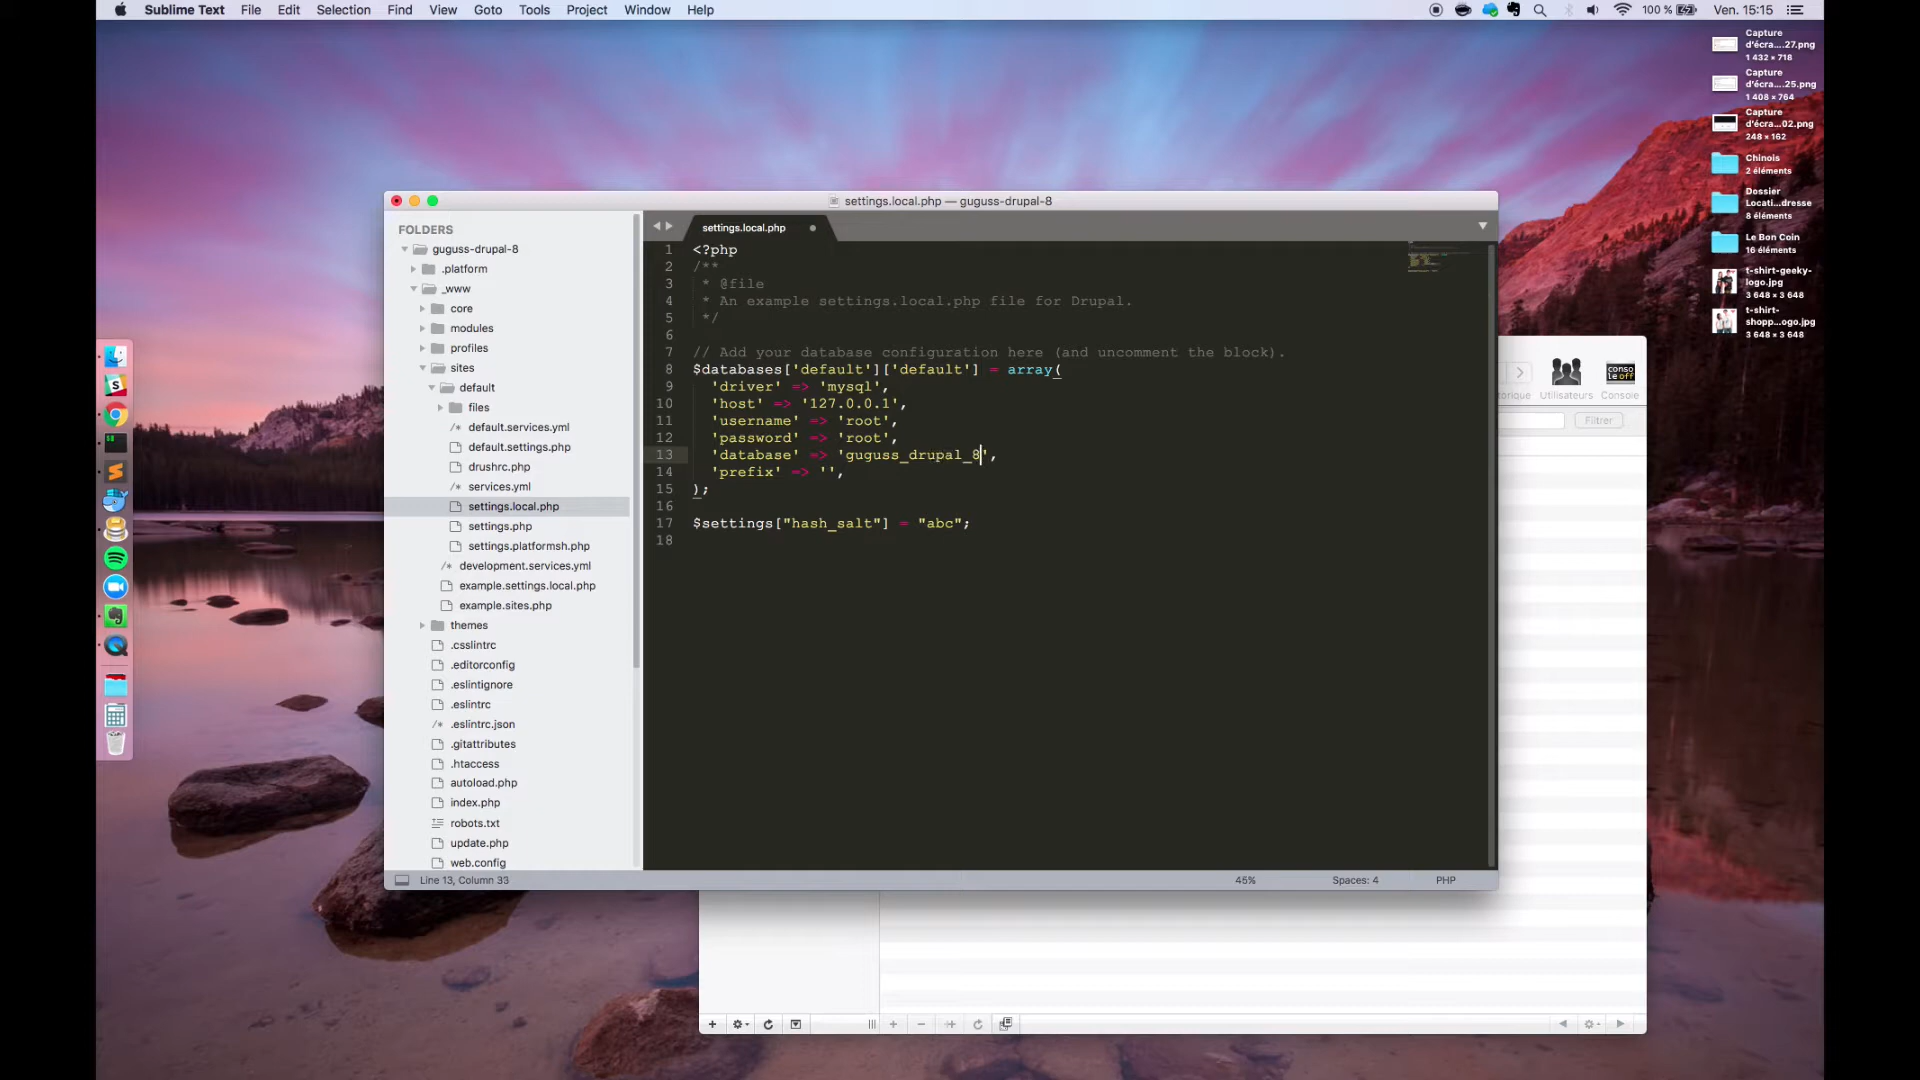 Sublime Text File Edit Selection Find View Goto Tools Project Window Help
100 % Ven. 15:15
Capture
d'écra....27.png
1 432 × 718
Capture
d'écra....25.png
1 408 × 764
Capture
d'écra...02.png
248 × 162
Chinois
2 éléments
Dossier
Locati...dresse
8 éléments
Le Bon Coin
16 éléments
t-shirt-geeky-
logo.jpg
3 648 × 3 648
t-shirt-
shopp...ogo.jpg
3 648 × 3 648
settings.local.php — guguss-drupal-8
FOLDERS
guguss-drupal-8
.platform
_www
core
modules
profiles
sites
default
files
default.services.yml
default.settings.php
drushrc.php
services.yml
settings.local.php
settings.php
settings.platformsh.php
development.services.yml
example.settings.local.php
example.sites.php
themes
.csslintrc
.editorconfig
.eslintignore
.eslintrc
.eslintrc.json
.gitattributes
.htaccess
autoload.php
index.php
robots.txt
update.php
web.config
settings.local.php
1 <?php
2 /**
3  * @file
4  * An example settings.local.php file for Drupal.
5  */
6
7 // Add your database configuration here (and uncomment the block).
8 $databases['default']['default'] = array(
9   'driver' => 'mysql',
10   'host' => '127.0.0.1',
11   'username' => 'root',
12   'password' => 'root',
13   'database' => 'guguss_drupal_8',
14   'prefix' => '',
15 );
16
17 $settings["hash_salt"] = "abc";
18
Line 13, Column 33 45% Spaces: 4 PHP
conso
le off
orique Utilisateurs Console
Filtrer